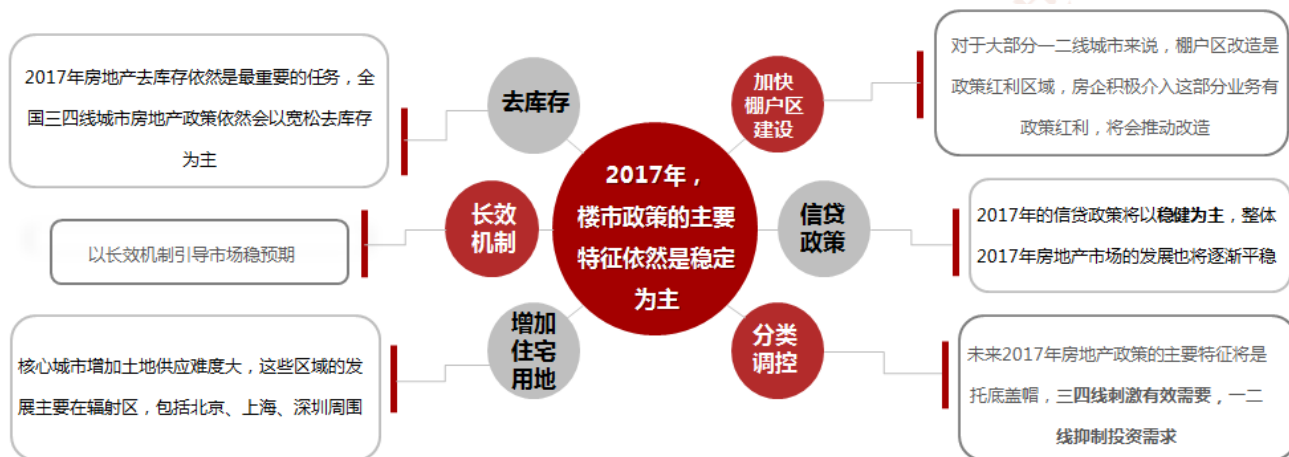 2017年房地产去库存依然是最重要的任务，全
国三四线城市房地产政策依然会以宽松去库存
为主
去库存
加快
棚户区
建设
对于大部分一二线城市来说，棚户区改造是
政策红利区域，房企积极介入这部分业务有
政策红利，将会推动改造
2017年，
楼市政策的主要
特征依然是稳定
为主
以长效机制引导市场稳预期
长效
机制
信贷
政策
2017年的信贷政策将以稳健为主，整体
2017年房地产市场的发展也将逐渐平稳
核心城市增加土地供应难度大，这些区域的发
展主要在辐射区，包括北京、上海、深圳周围
增加
住宅
用地
分类
调控
未来2017年房地产政策的主要特征将是
托底盖帽，三四线刺激有效需要，一二
线抑制投资需求